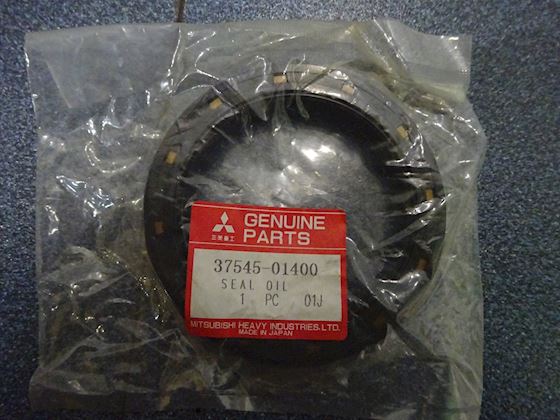 GENUINE
PARTS
三菱重工
37545-01400
SEAL OIL
1 PC 01J
MITSUBISHI HEAVY INDUSTRIES.LTD.
MADE IN JAPAN